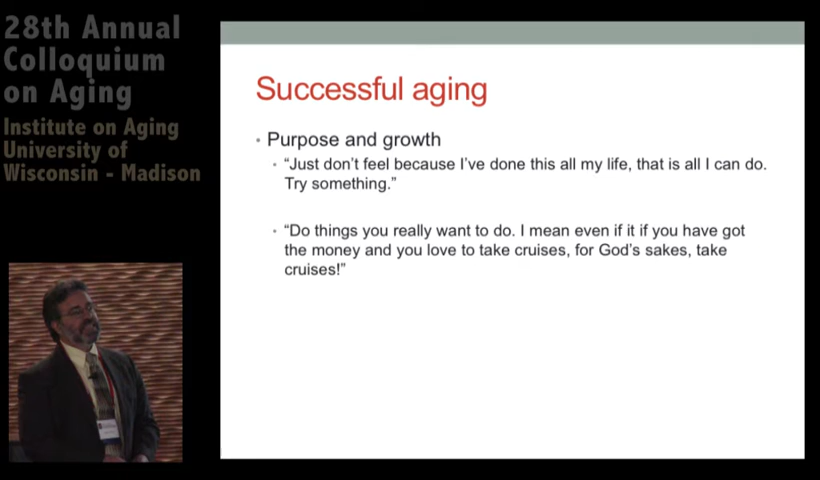 28th Annual
Colloquium
on Aging
Institute on Aging
University of
Wisconsin - Madison
Successful aging
• Purpose and growth
• “Just don’t feel because I’ve done this all my life, that is all I can do.
Try something.”
• “Do things you really want to do. I mean even if it if you have got
the money and you love to take cruises, for God’s sakes, take
cruises!”